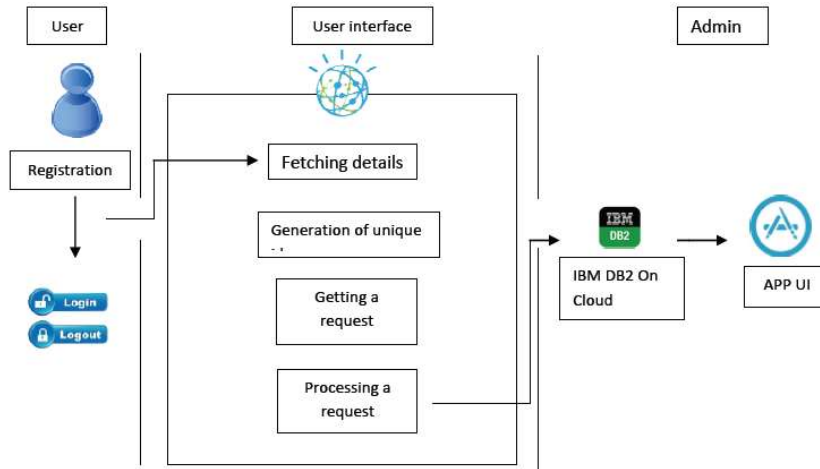 User
User interface
Admin
Registration
Fetching details
Generation of unique
Getting a
request
Processing a
request
Login
Logout
IBM
DB2
IBM DB2 On
Cloud
APP UI